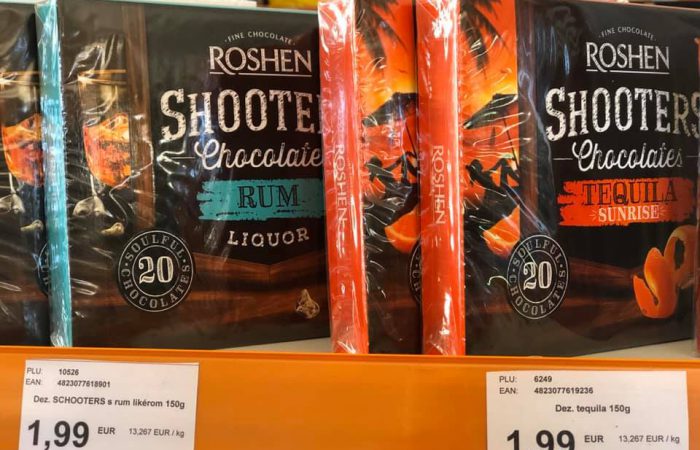 FINE CHOCOLATE
ROSHEN
SHOOTERS
Chocolates
RUM
LIQUOR
SOULFUL
20
CHOCOLATES
ROSHEN
ROSHEN
FINE CHOCOLATE
ROSHEN
SHOOTERS
Chocolates
TEQUILA
SUNRISE
SOULFUL
20
CHOCOLATES
PLU: 10526
EAN: 4823077618901
Dez. SCHOOTERS s rum likérom 150g
1,99 EUR 13,267 EUR / kg
PLU: 6249
EAN: 4823077619236
Dez. tequila 150g
1,99 EUR 13,267 EUR / kg